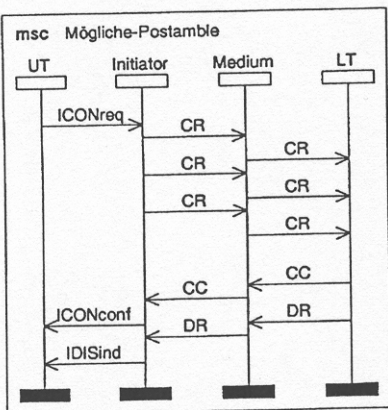 msc Mögliche-Postamble
UT Initiator Medium LT
ICONreq
CR
CR
CR
CR
CR
CR
CC
CC
ICONconf
DR
DR
IDISind